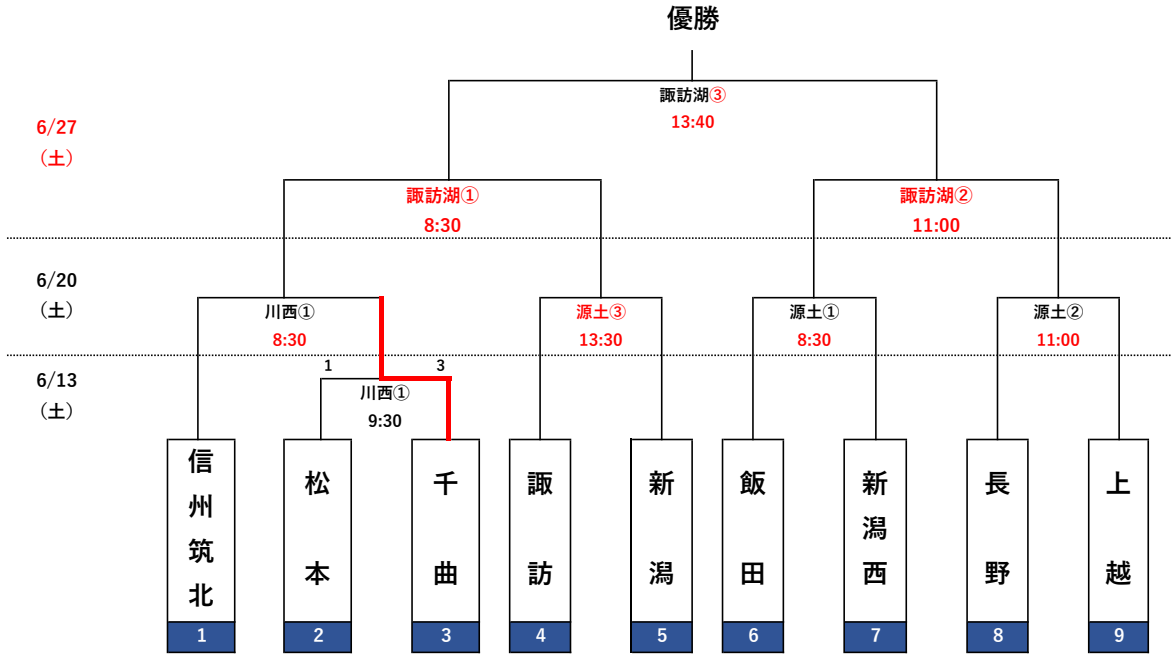 優勝
諏訪湖③
13:40
6/27
（土）
諏訪湖①
8:30
諏訪湖②
11:00
6/20
（土）
川西①
8:30
源土③
13:30
源土①
8:30
源土②
11:00
6/13
（土）
1
3
川西①
9:30
信州筑北
松本
千曲
諏訪
新潟
飯田
新潟西
長野
上越
1
2
3
4
5
6
7
8
9